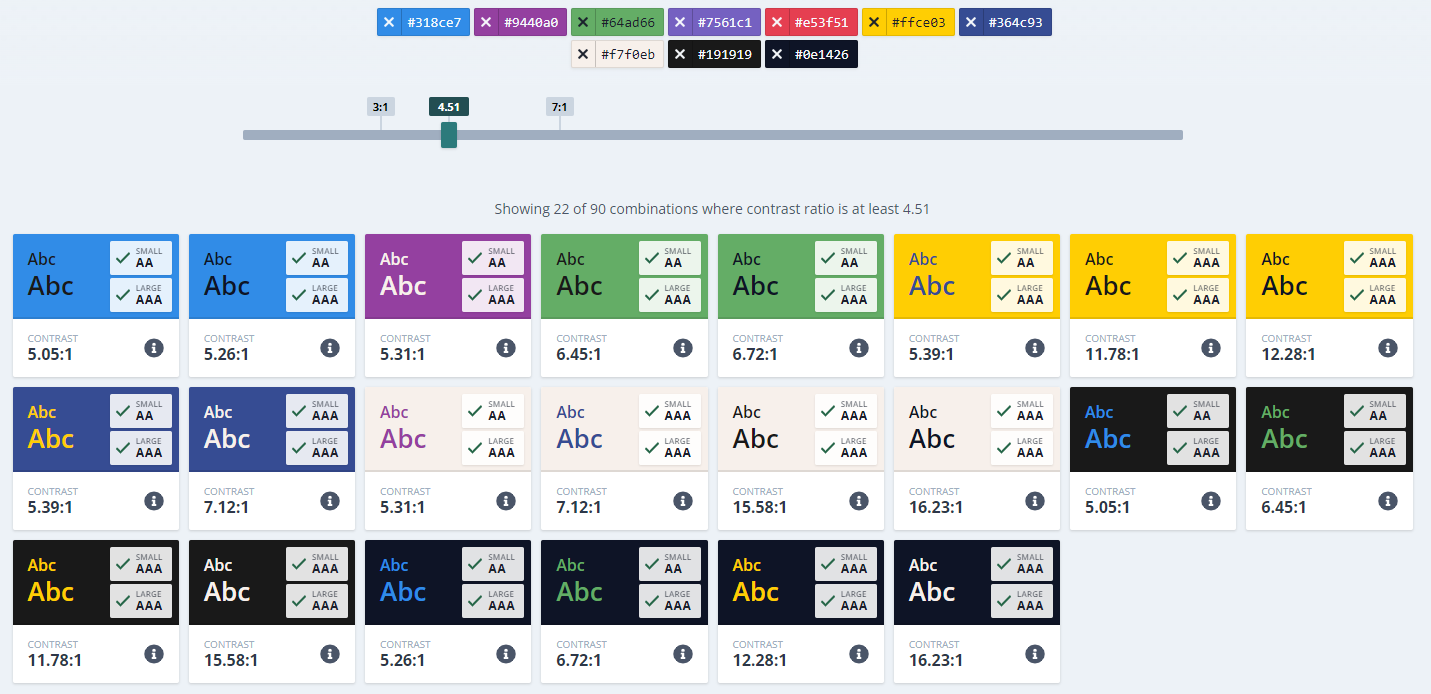 #318ce7 #9440a0 #64ad66 #7561c1 #e53f51 #ffce03 #364c93
#f7f0eb #191919 #0e1426
3:1 4.51 7:1
Showing 22 of 90 combinations where contrast ratio is at least 4.51
Abc SMALL AA Abc LARGE AAA CONTRAST 5.05:1
Abc SMALL AA Abc LARGE AAA CONTRAST 5.26:1
Abc SMALL AA Abc LARGE AAA CONTRAST 5.31:1
Abc SMALL AA Abc LARGE AAA CONTRAST 6.45:1
Abc SMALL AA Abc LARGE AAA CONTRAST 6.72:1
Abc SMALL AA Abc LARGE AAA CONTRAST 5.39:1
Abc SMALL AAA Abc LARGE AAA CONTRAST 11.78:1
Abc SMALL AAA Abc LARGE AAA CONTRAST 12.28:1
Abc SMALL AA Abc LARGE AAA CONTRAST 5.39:1
Abc SMALL AAA Abc LARGE AAA CONTRAST 7.12:1
Abc SMALL AA Abc LARGE AAA CONTRAST 5.31:1
Abc SMALL AAA Abc LARGE AAA CONTRAST 7.12:1
Abc SMALL AAA Abc LARGE AAA CONTRAST 15.58:1
Abc SMALL AAA Abc LARGE AAA CONTRAST 16.23:1
Abc SMALL AA Abc LARGE AAA CONTRAST 5.05:1
Abc SMALL AA Abc LARGE AAA CONTRAST 6.45:1
Abc SMALL AAA Abc LARGE AAA CONTRAST 11.78:1
Abc SMALL AAA Abc LARGE AAA CONTRAST 15.58:1
Abc SMALL AA Abc LARGE AAA CONTRAST 5.26:1
Abc SMALL AA Abc LARGE AAA CONTRAST 6.72:1
Abc SMALL AAA Abc LARGE AAA CONTRAST 12.28:1
Abc SMALL AAA Abc LARGE AAA CONTRAST 16.23:1